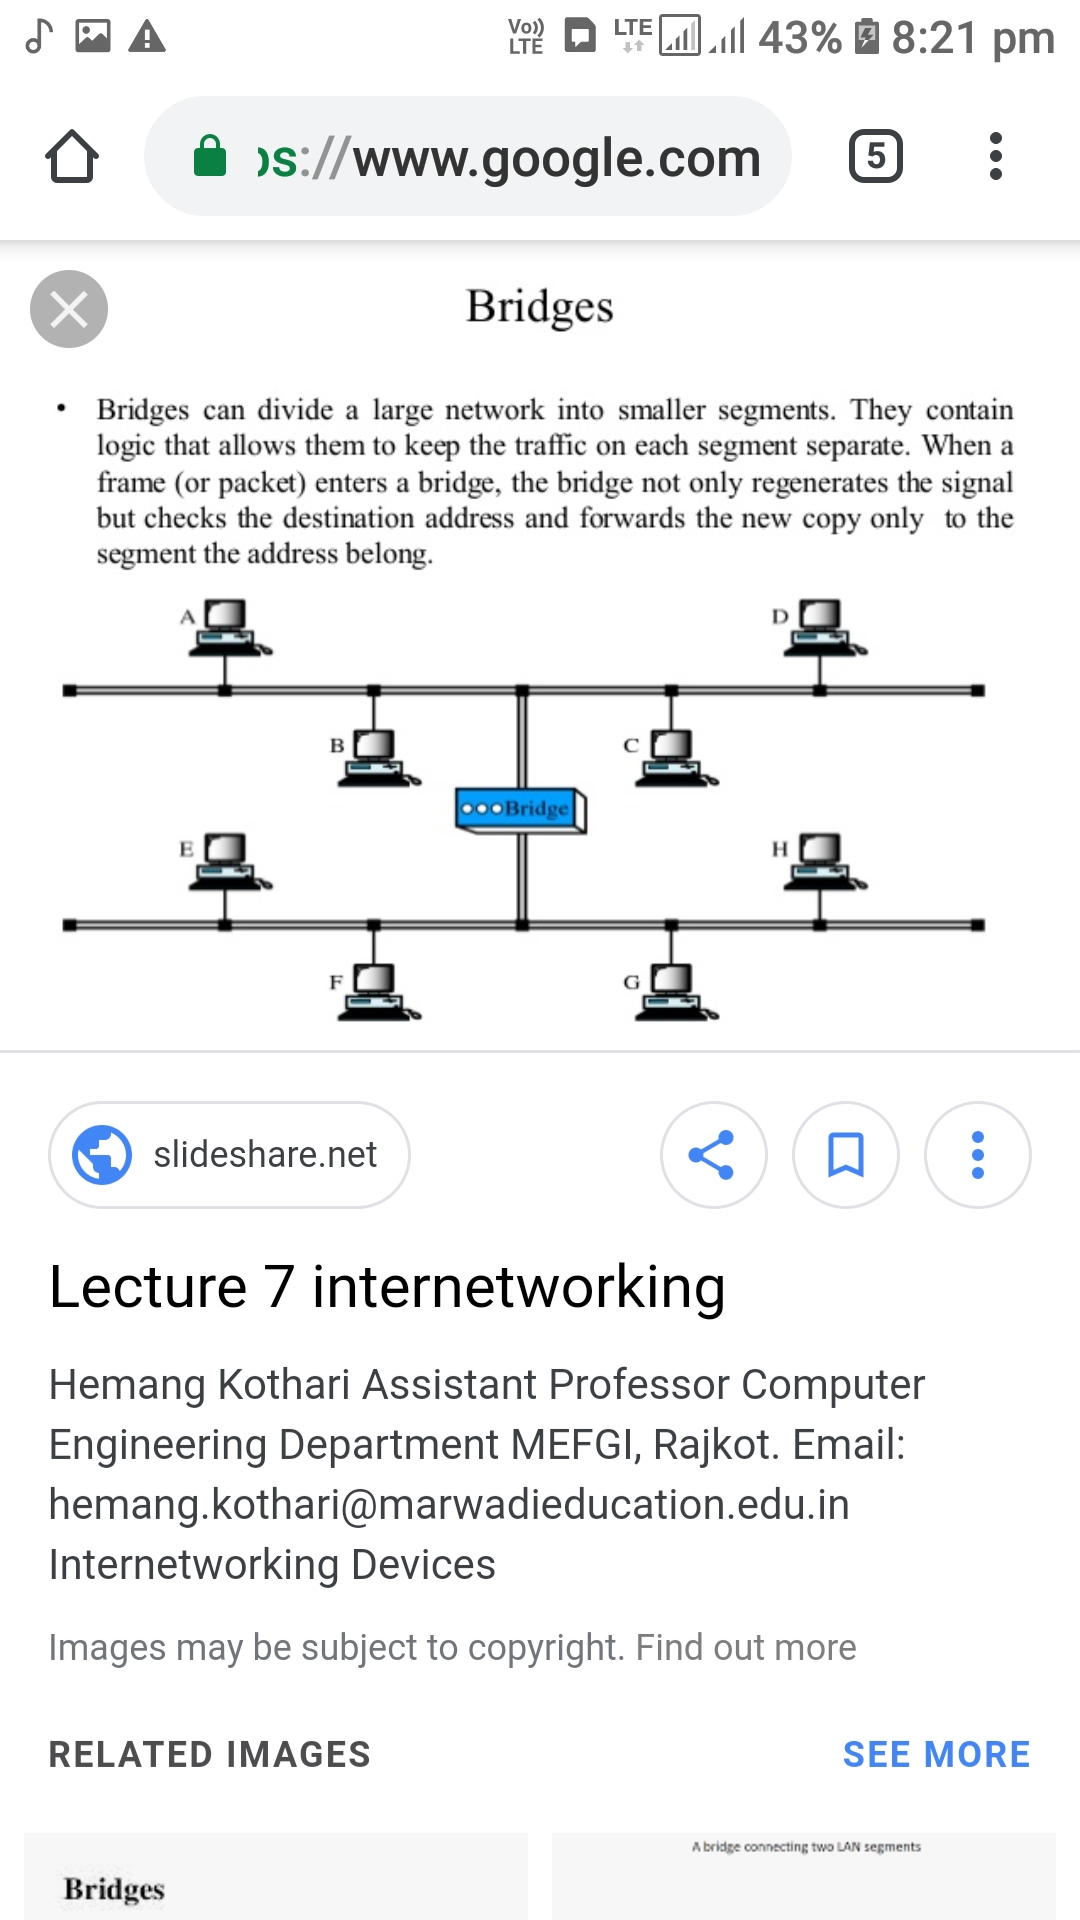 Vo)) LTE LTE 43% 8:21 pm
ps://www.google.com 5
Bridges
• Bridges can divide a large network into smaller segments. They contain
logic that allows them to keep the traffic on each segment separate. When a
frame (or packet) enters a bridge, the bridge not only regenerates the signal
but checks the destination address and forwards the new copy only to the
segment the address belong.
A
D
B
C
Bridge
E
H
F
G
slideshare.net
Lecture 7 internetworking
Hemang Kothari Assistant Professor Computer
Engineering Department MEFGI, Rajkot. Email:
hemang.kothari@marwadieducation.edu.in
Internetworking Devices
Images may be subject to copyright. Find out more
RELATED IMAGES
SEE MORE
A bridge connecting two LAN segments
Bridges